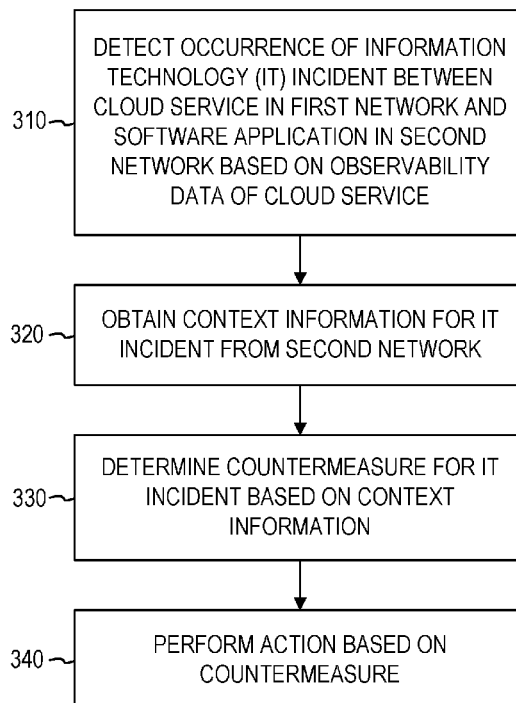 DETECT OCCURRENCE OF INFORMATION
TECHNOLOGY (IT) INCIDENT BETWEEN
CLOUD SERVICE IN FIRST NETWORK AND
310
SOFTWARE APPLICATION IN SECOND
NETWORK BASED ON OBSERVABILITY
DATA OF CLOUD SERVICE
320
OBTAIN CONTEXT INFORMATION FOR IT
INCIDENT FROM SECOND NETWORK
330
DETERMINE COUNTERMEASURE FOR IT
INCIDENT BASED ON CONTEXT
INFORMATION
340
PERFORM ACTION BASED ON
COUNTERMEASURE